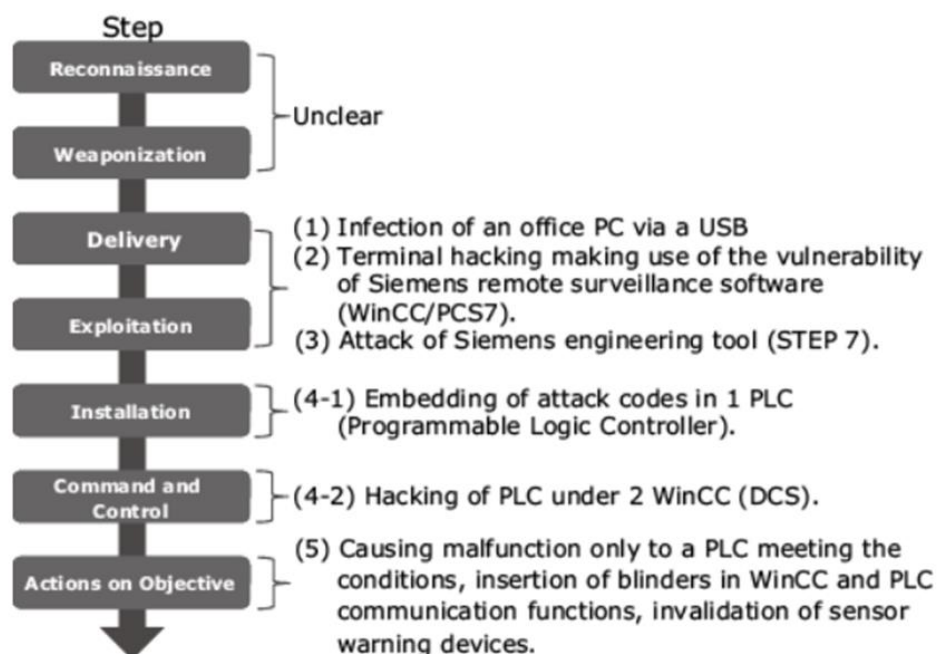 Step
Reconnaissance
Unclear
Weaponization
Delivery
(1) Infection of an office PC via a USB
(2) Terminal hacking making use of the vulnerability
of Siemens remote surveillance software
(WinCC/PCS7).
Exploitation
(3) Attack of Siemens engineering tool (STEP 7).
Installation
(4-1) Embedding of attack codes in 1 PLC
(Programmable Logic Controller).
Command and
Control
(4-2) Hacking of PLC under 2 WinCC (DCS).
Actions on Objective
(5) Causing malfunction only to a PLC meeting the
conditions, insertion of blinders in WinCC and PLC
communication functions, invalidation of sensor
warning devices.